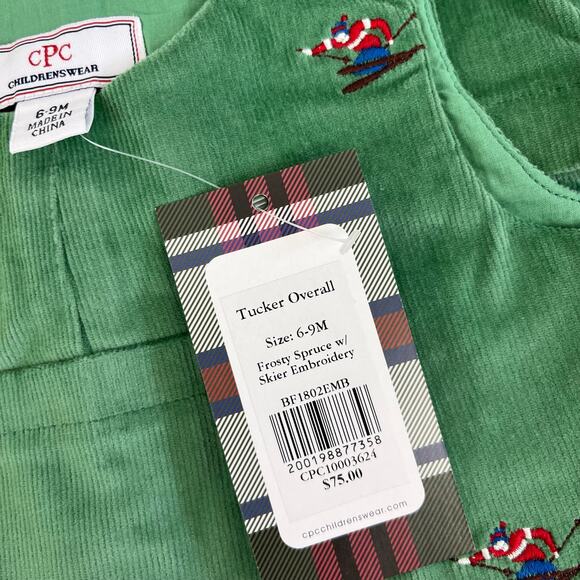 CPC
CHILDRENSWEAR
6-9M
MADE IN
CHINA
Tucker Overall
Size: 6-9M
Frosty Spruce w/
Skier Embroidery
BF1802EMB
200198877358
CPC10003624
$75.00
cpcchildrenswear.com